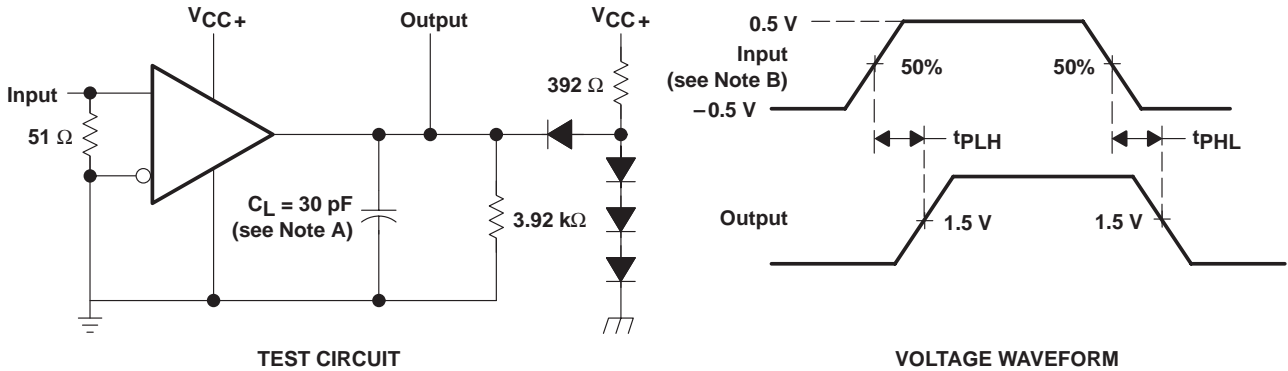 VCC+
Output
VCC+
Input
51 Ω
392 Ω
CL = 30 pF
(see Note A)
3.92 kΩ
TEST CIRCUIT
0.5 V
Input
(see Note B)
50%
50%
−0.5 V
tPLH
tPHL
Output
1.5 V
1.5 V
VOLTAGE WAVEFORM